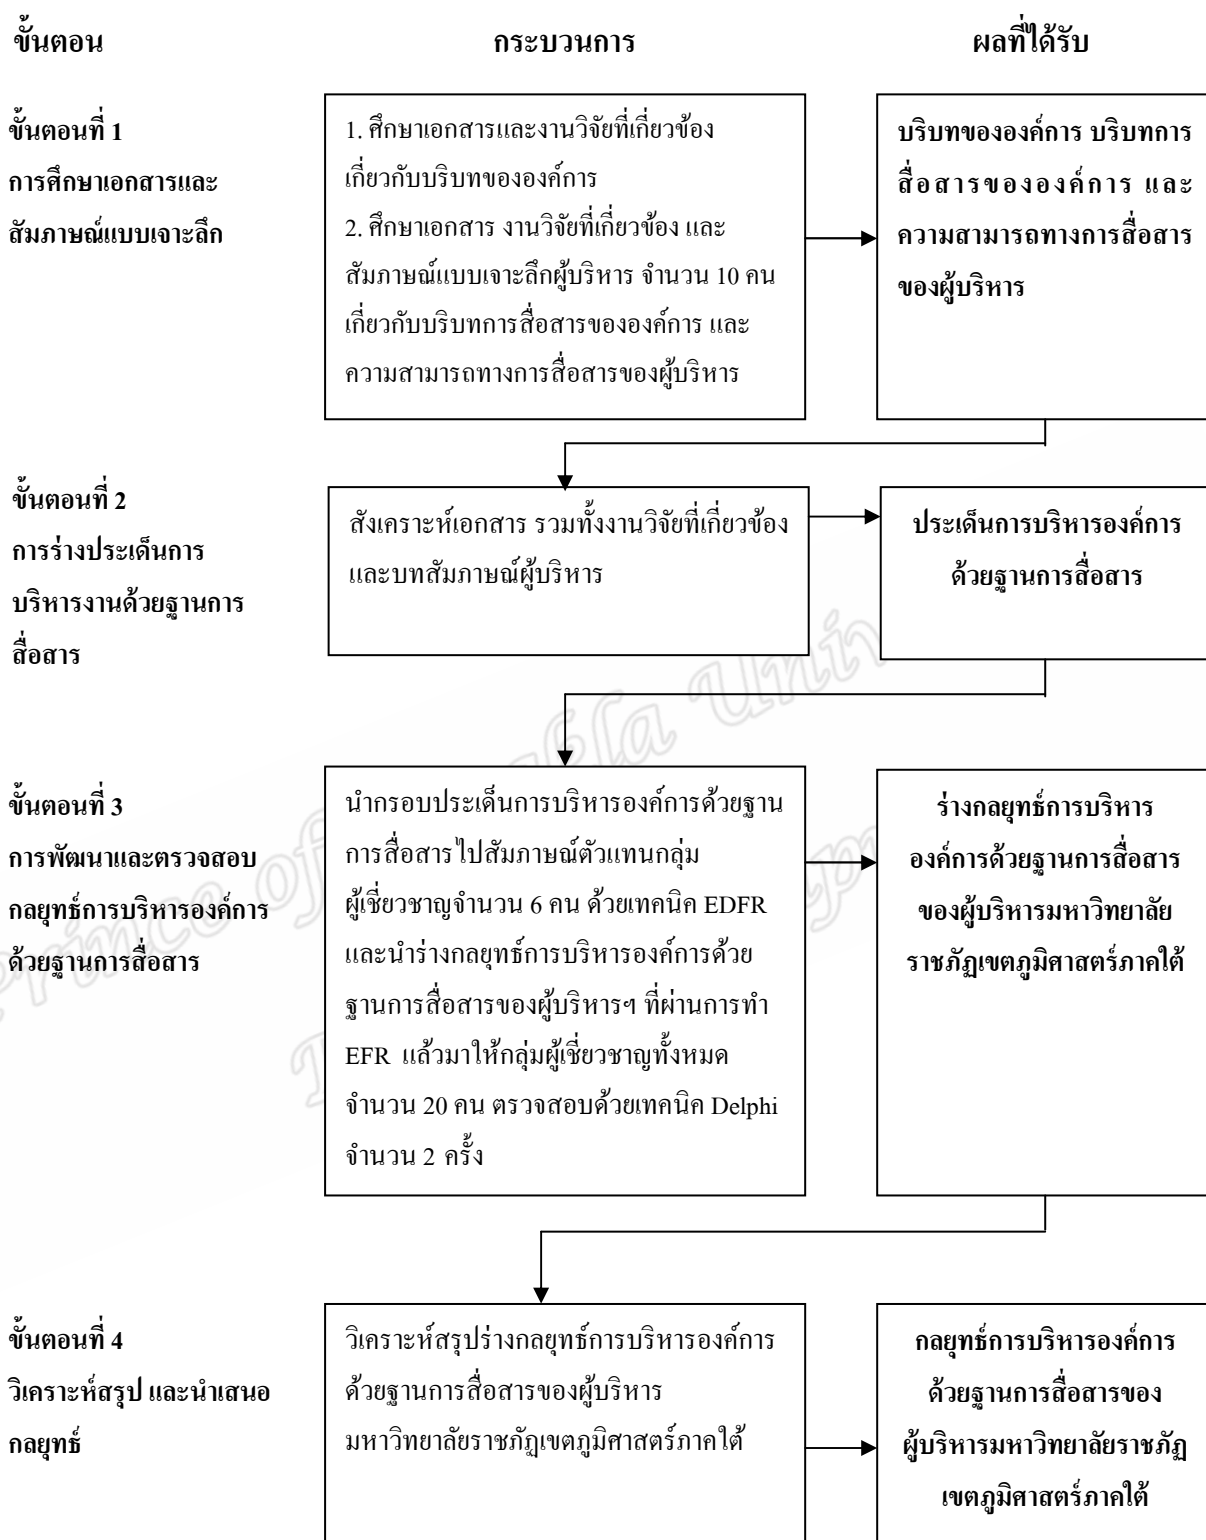 ขั้นตอน
กระบวนการ
ผลที่ได้รับ
ขั้นตอนที่ 1
การศึกษาเอกสารและ
สัมภาษณ์แบบเจาะลึก
1. ศึกษาเอกสารและงานวิจัยที่เกี่ยวข้อง
เกี่ยวกับบริบทขององค์การ
2. ศึกษาเอกสาร งานวิจัยที่เกี่ยวข้อง และ
สัมภาษณ์แบบเจาะลึกผู้บริหาร จำนวน 10 คน
เกี่ยวกับบริบทการสื่อสารขององค์การ และ
ความสามารถทางการสื่อสารของผู้บริหาร
บริบทขององค์การ บริบทการ
สื่อสารขององค์การ และ
ความสามารถทางการสื่อสาร
ของผู้บริหาร
ขั้นตอนที่ 2
การร่างประเด็นการ
บริหารงานด้วยฐานการ
สื่อสาร
สังเคราะห์เอกสาร รวมทั้งงานวิจัยที่เกี่ยวข้อง
และบทสัมภาษณ์ผู้บริหาร
ประเด็นการบริหารองค์การ
ด้วยฐานการสื่อสาร
ขั้นตอนที่ 3
การพัฒนาและตรวจสอบ
กลยุทธ์การบริหารองค์การ
ด้วยฐานการสื่อสาร
นำกรอบประเด็นการบริหารองค์การด้วยฐาน
การสื่อสารไปสัมภาษณ์ตัวแทนกลุ่ม
ผู้เชี่ยวชาญจำนวน 6 คน ด้วยเทคนิค EDFR
และนำร่างกลยุทธ์การบริหารองค์การด้วย
ฐานการสื่อสารของผู้บริหารฯ ที่ผ่านการทำ
EFR แล้วมาให้กลุ่มผู้เชี่ยวชาญทั้งหมด
จำนวน 20 คน ตรวจสอบด้วยเทคนิค Delphi
จำนวน 2 ครั้ง
ร่างกลยุทธ์การบริหาร
องค์การด้วยฐานการสื่อสาร
ของผู้บริหารมหาวิทยาลัย
ราชภัฏเขตภูมิศาสตร์ภาคใต้
ขั้นตอนที่ 4
วิเคราะห์สรุป และนำเสนอ
กลยุทธ์
วิเคราะห์สรุปร่างกลยุทธ์การบริหารองค์การ
ด้วยฐานการสื่อสารของผู้บริหาร
มหาวิทยาลัยราชภัฏเขตภูมิศาสตร์ภาคใต้
กลยุทธ์การบริหารองค์การ
ด้วยฐานการสื่อสารของ
ผู้บริหารมหาวิทยาลัยราชภัฏ
เขตภูมิศาสตร์ภาคใต้